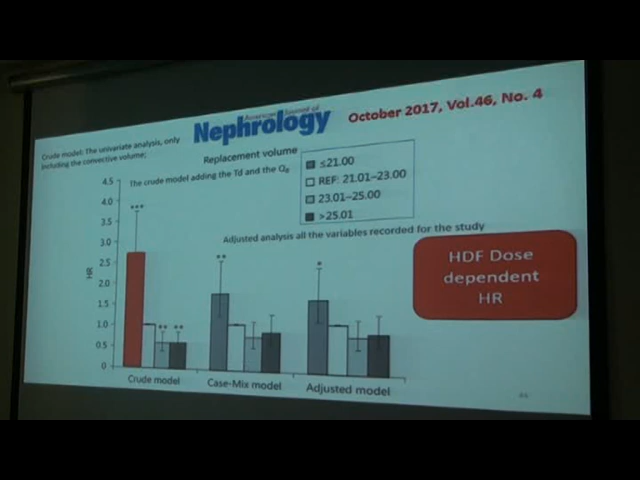 American Journal of
Nephrology
October 2017, Vol.46, No. 4
Crude model: The univariate analysis, only
including the convective volume;
Replacement volume
The crude model adding the Td and the QB
≤21.00
REF: 21.01–23.00
23.01–25.00
>25.01
Adjusted analysis all the variables recorded for the study
HDF Dose
dependent
HR
HR
4.5
4.0
3.5
3.0
2.5
2.0
1.5
1.0
0.5
0
***
**
**
**
*
Crude model
Case-Mix model
Adjusted model